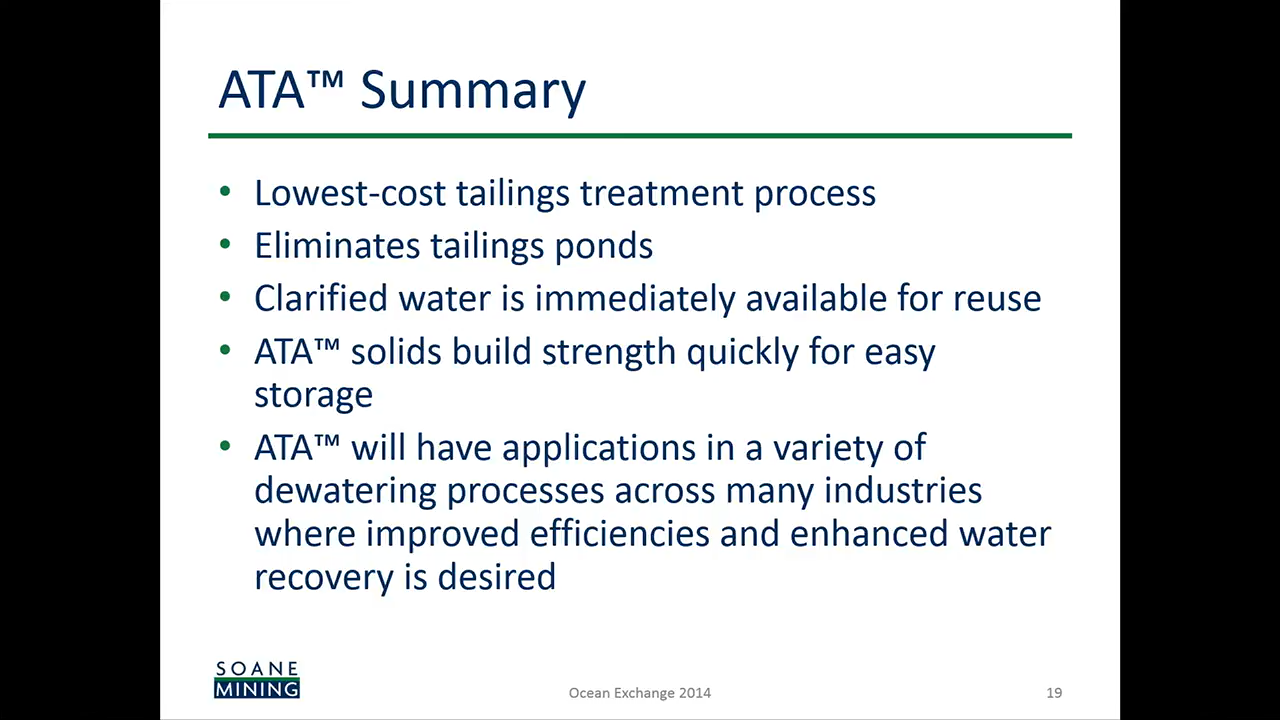 ATA™ Summary
• Lowest-cost tailings treatment process
• Eliminates tailings ponds
• Clarified water is immediately available for reuse
• ATA™ solids build strength quickly for easy
storage
• ATA™ will have applications in a variety of
dewatering processes across many industries
where improved efficiencies and enhanced water
recovery is desired
SOANE
MINING
Ocean Exchange 2014
19